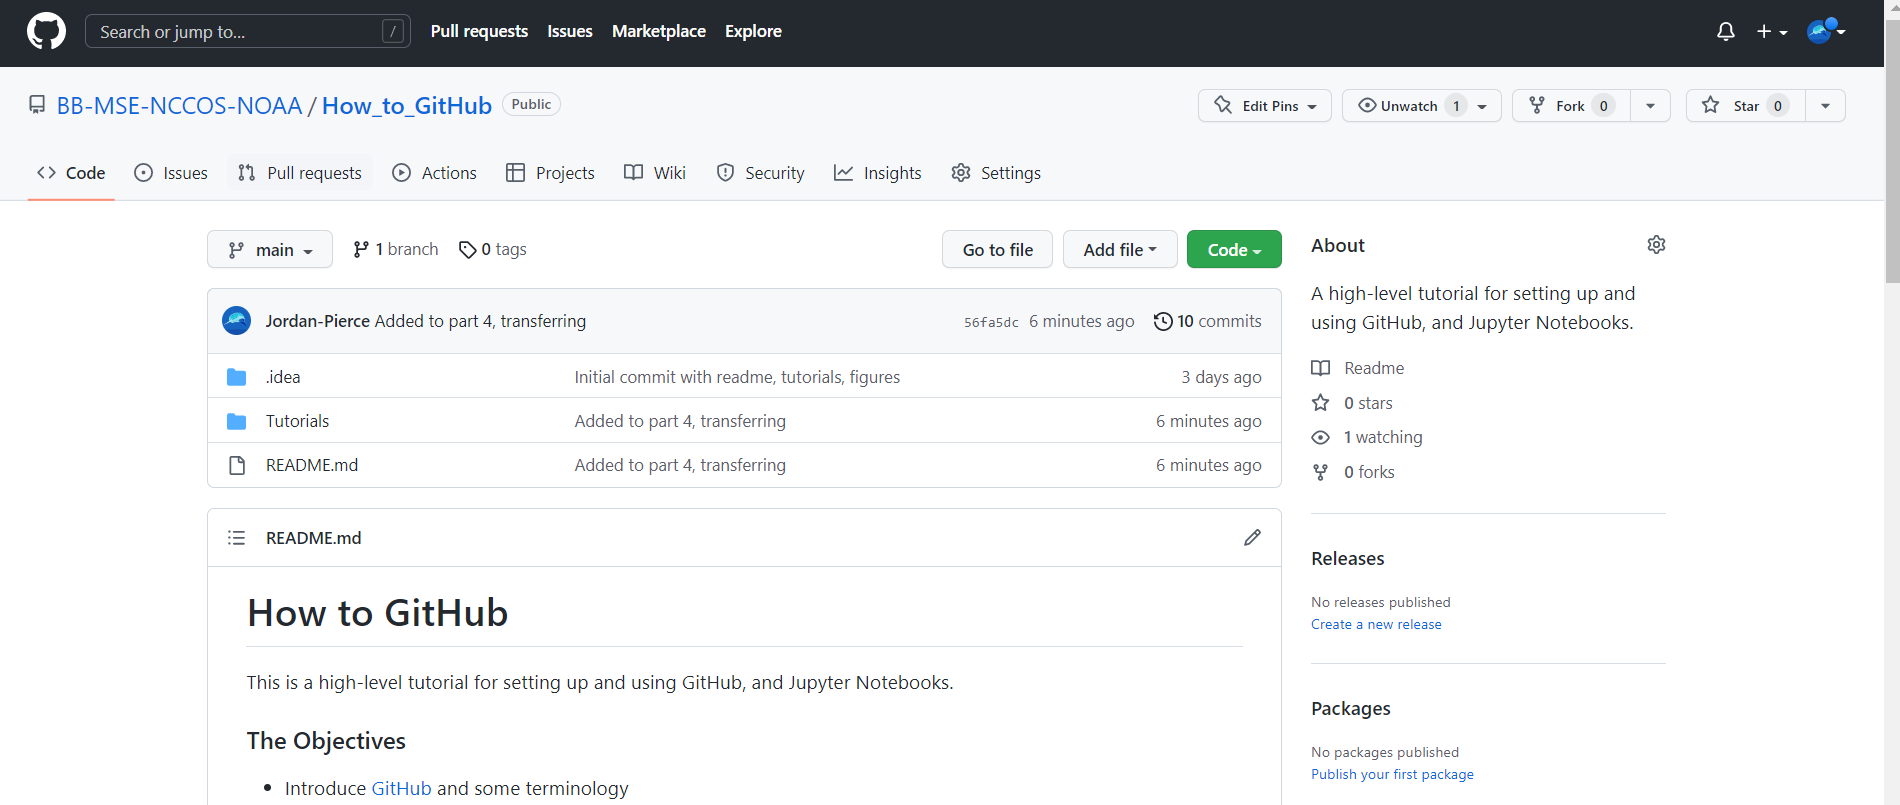 Search or jump to... / Pull requests Issues Marketplace Explore
BB-MSE-NCCOS-NOAA / How_to_GitHub Public Edit Pins Unwatch 1 Fork 0 Star 0
Code Issues Pull requests Actions Projects Wiki Security Insights Settings
main 1 branch 0 tags Go to file Add file Code
Jordan-Pierce Added to part 4, transferring 56fa5dc 6 minutes ago 10 commits
.idea Initial commit with readme, tutorials, figures 3 days ago
Tutorials Added to part 4, transferring 6 minutes ago
README.md Added to part 4, transferring 6 minutes ago
README.md
How to GitHub
This is a high-level tutorial for setting up and using GitHub, and Jupyter Notebooks.
The Objectives
• Introduce GitHub and some terminology
About
A high-level tutorial for setting up and
using GitHub, and Jupyter Notebooks.
Readme
0 stars
1 watching
0 forks
Releases
No releases published
Create a new release
Packages
No packages published
Publish your first package